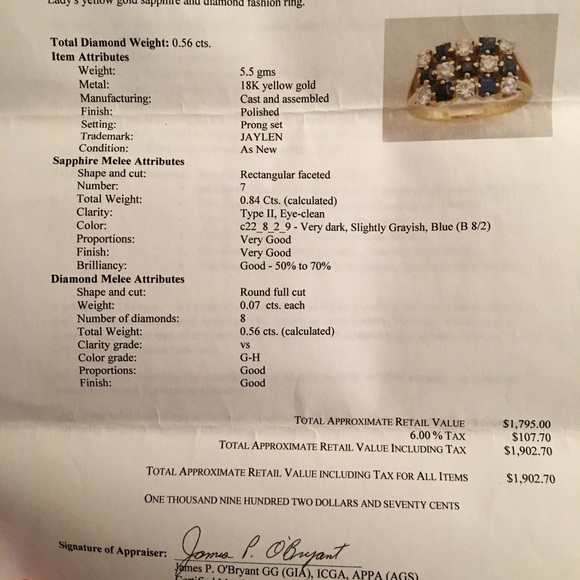 Lady's yellow gold sapphire and diamond fashion ring.
Total Diamond Weight: 0.56 cts.
Item Attributes
Weight: 5.5 gms
Metal: 18K yellow gold
Manufacturing: Cast and assembled
Finish: Polished
Setting: Prong set
Trademark: JAYLEN
Condition: As New
Sapphire Melee Attributes
Shape and cut: Rectangular faceted
Number: 7
Total Weight: 0.84 Cts. (calculated)
Clarity: Type II, Eye-clean
Color: c22_8_2_9 - Very dark, Slightly Grayish, Blue (B 8/2)
Proportions: Very Good
Finish: Very Good
Brilliancy: Good - 50% to 70%
Diamond Melee Attributes
Shape and cut: Round full cut
Weight: 0.07 cts. each
Number of diamonds: 8
Total Weight: 0.56 cts. (calculated)
Clarity grade: vs
Color grade: G-H
Proportions: Good
Finish: Good
TOTAL APPROXIMATE RETAIL VALUE $1,795.00
6.00 % TAX $107.70
TOTAL APPROXIMATE RETAIL VALUE INCLUDING TAX $1,902.70
TOTAL APPROXIMATE RETAIL VALUE INCLUDING TAX FOR ALL ITEMS $1,902.70
ONE THOUSAND NINE HUNDRED TWO DOLLARS AND SEVENTY CENTS
Signature of Appraiser: James P. O'Bryant
James P. O'Bryant GG (GIA), ICGA, APPA (AGS)